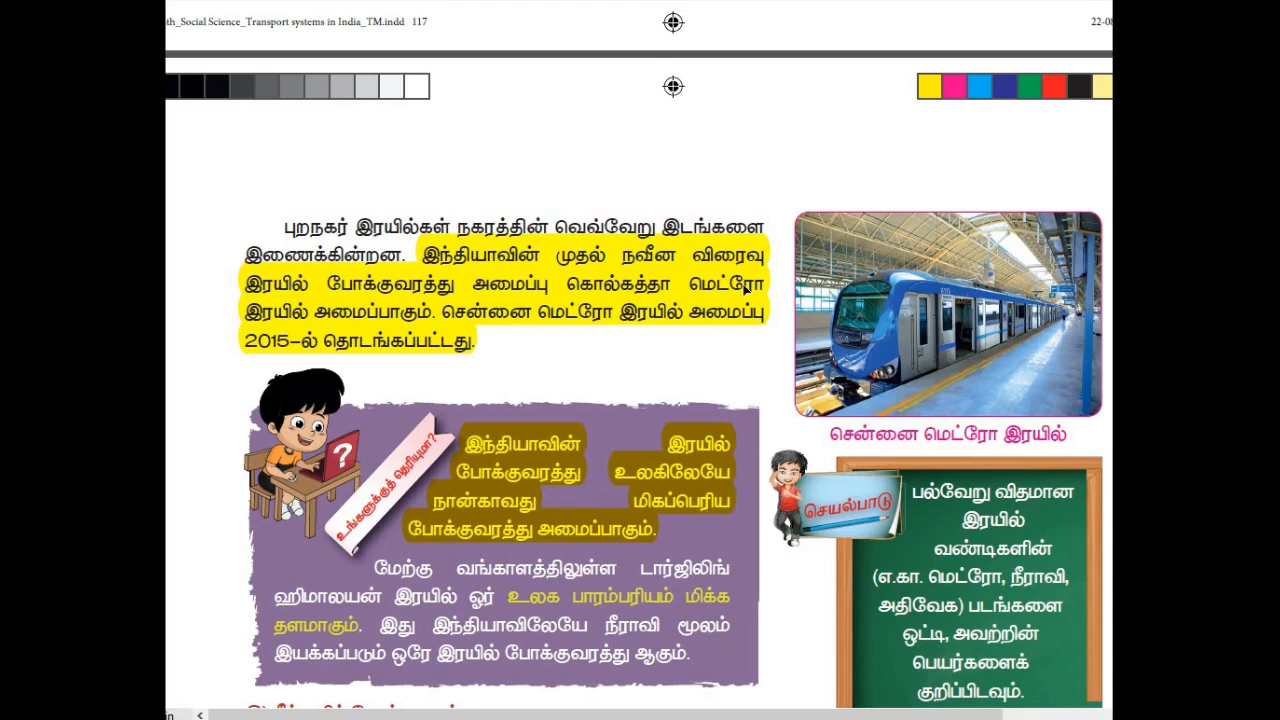 th_Social Science_Transport systems in India_TM.indd 117
22-08
புறநகர் இரயில்கள் நகரத்தின் வெவ்வேறு இடங்களை
இணைக்கின்றன. இந்தியாவின் முதல் நவீன விரைவு
இரயில் போக்குவரத்து அமைப்பு கொல்கத்தா மெட்ரோ
இரயில் அமைப்பாகும். சென்னை மெட்ரோ இரயில் அமைப்பு
2015–ல் தொடங்கப்பட்டது.
சென்னை மெட்ரோ இரயில்
உங்களுக்குத் தெரியுமா?
இந்தியாவின் இரயில்
போக்குவரத்து உலகிலேயே
நான்காவது மிகப்பெரிய
போக்குவரத்து அமைப்பாகும்.
மேற்கு வங்காளத்திலுள்ள டார்ஜிலிங்
ஹிமாலயன் இரயில் ஓர் உலக பாரம்பரியம் மிக்க
தளமாகும். இது இந்தியாவிலேயே நீராவி மூலம்
இயக்கப்படும் ஒரே இரயில் போக்குவரத்து ஆகும்.
செயல்பாடு
பல்வேறு விதமான
இரயில்
வண்டிகளின்
(எ.கா. மெட்ரோ, நீராவி,
அதிவேக) படங்களை
ஒட்டி, அவற்றின்
பெயர்களைக்
குறிப்பிடவும்.
in